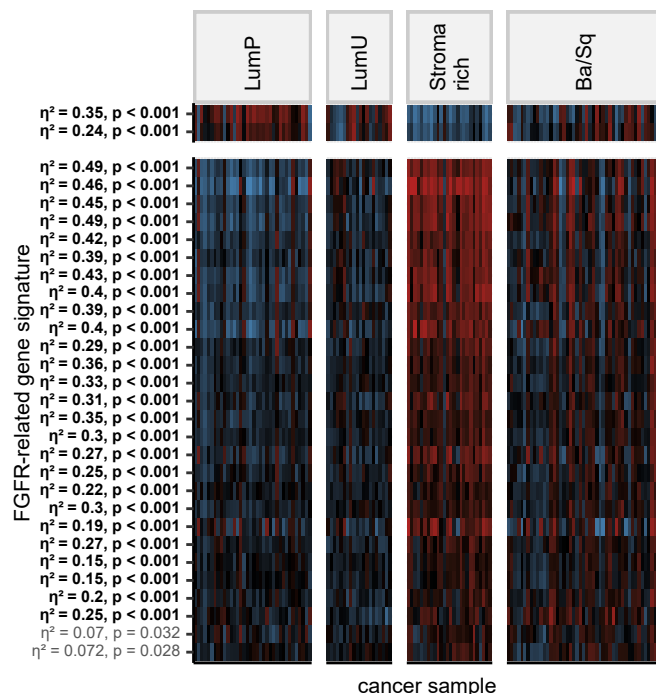 LumP
LumU
Stroma
rich
Ba/Sq
η² = 0.35, p < 0.001
η² = 0.24, p < 0.001
η² = 0.49, p < 0.001
η² = 0.46, p < 0.001
η² = 0.45, p < 0.001
η² = 0.49, p < 0.001
η² = 0.42, p < 0.001
η² = 0.39, p < 0.001
η² = 0.43, p < 0.001
η² = 0.4, p < 0.001
η² = 0.39, p < 0.001
η² = 0.4, p < 0.001
η² = 0.29, p < 0.001
η² = 0.36, p < 0.001
η² = 0.33, p < 0.001
η² = 0.31, p < 0.001
η² = 0.35, p < 0.001
η² = 0.3, p < 0.001
η² = 0.27, p < 0.001
η² = 0.25, p < 0.001
η² = 0.22, p < 0.001
η² = 0.3, p < 0.001
η² = 0.19, p < 0.001
η² = 0.27, p < 0.001
η² = 0.15, p < 0.001
η² = 0.15, p < 0.001
η² = 0.2, p < 0.001
η² = 0.25, p < 0.001
η² = 0.07, p = 0.032
η² = 0.072, p = 0.028
FGFR-related gene signature
cancer sample